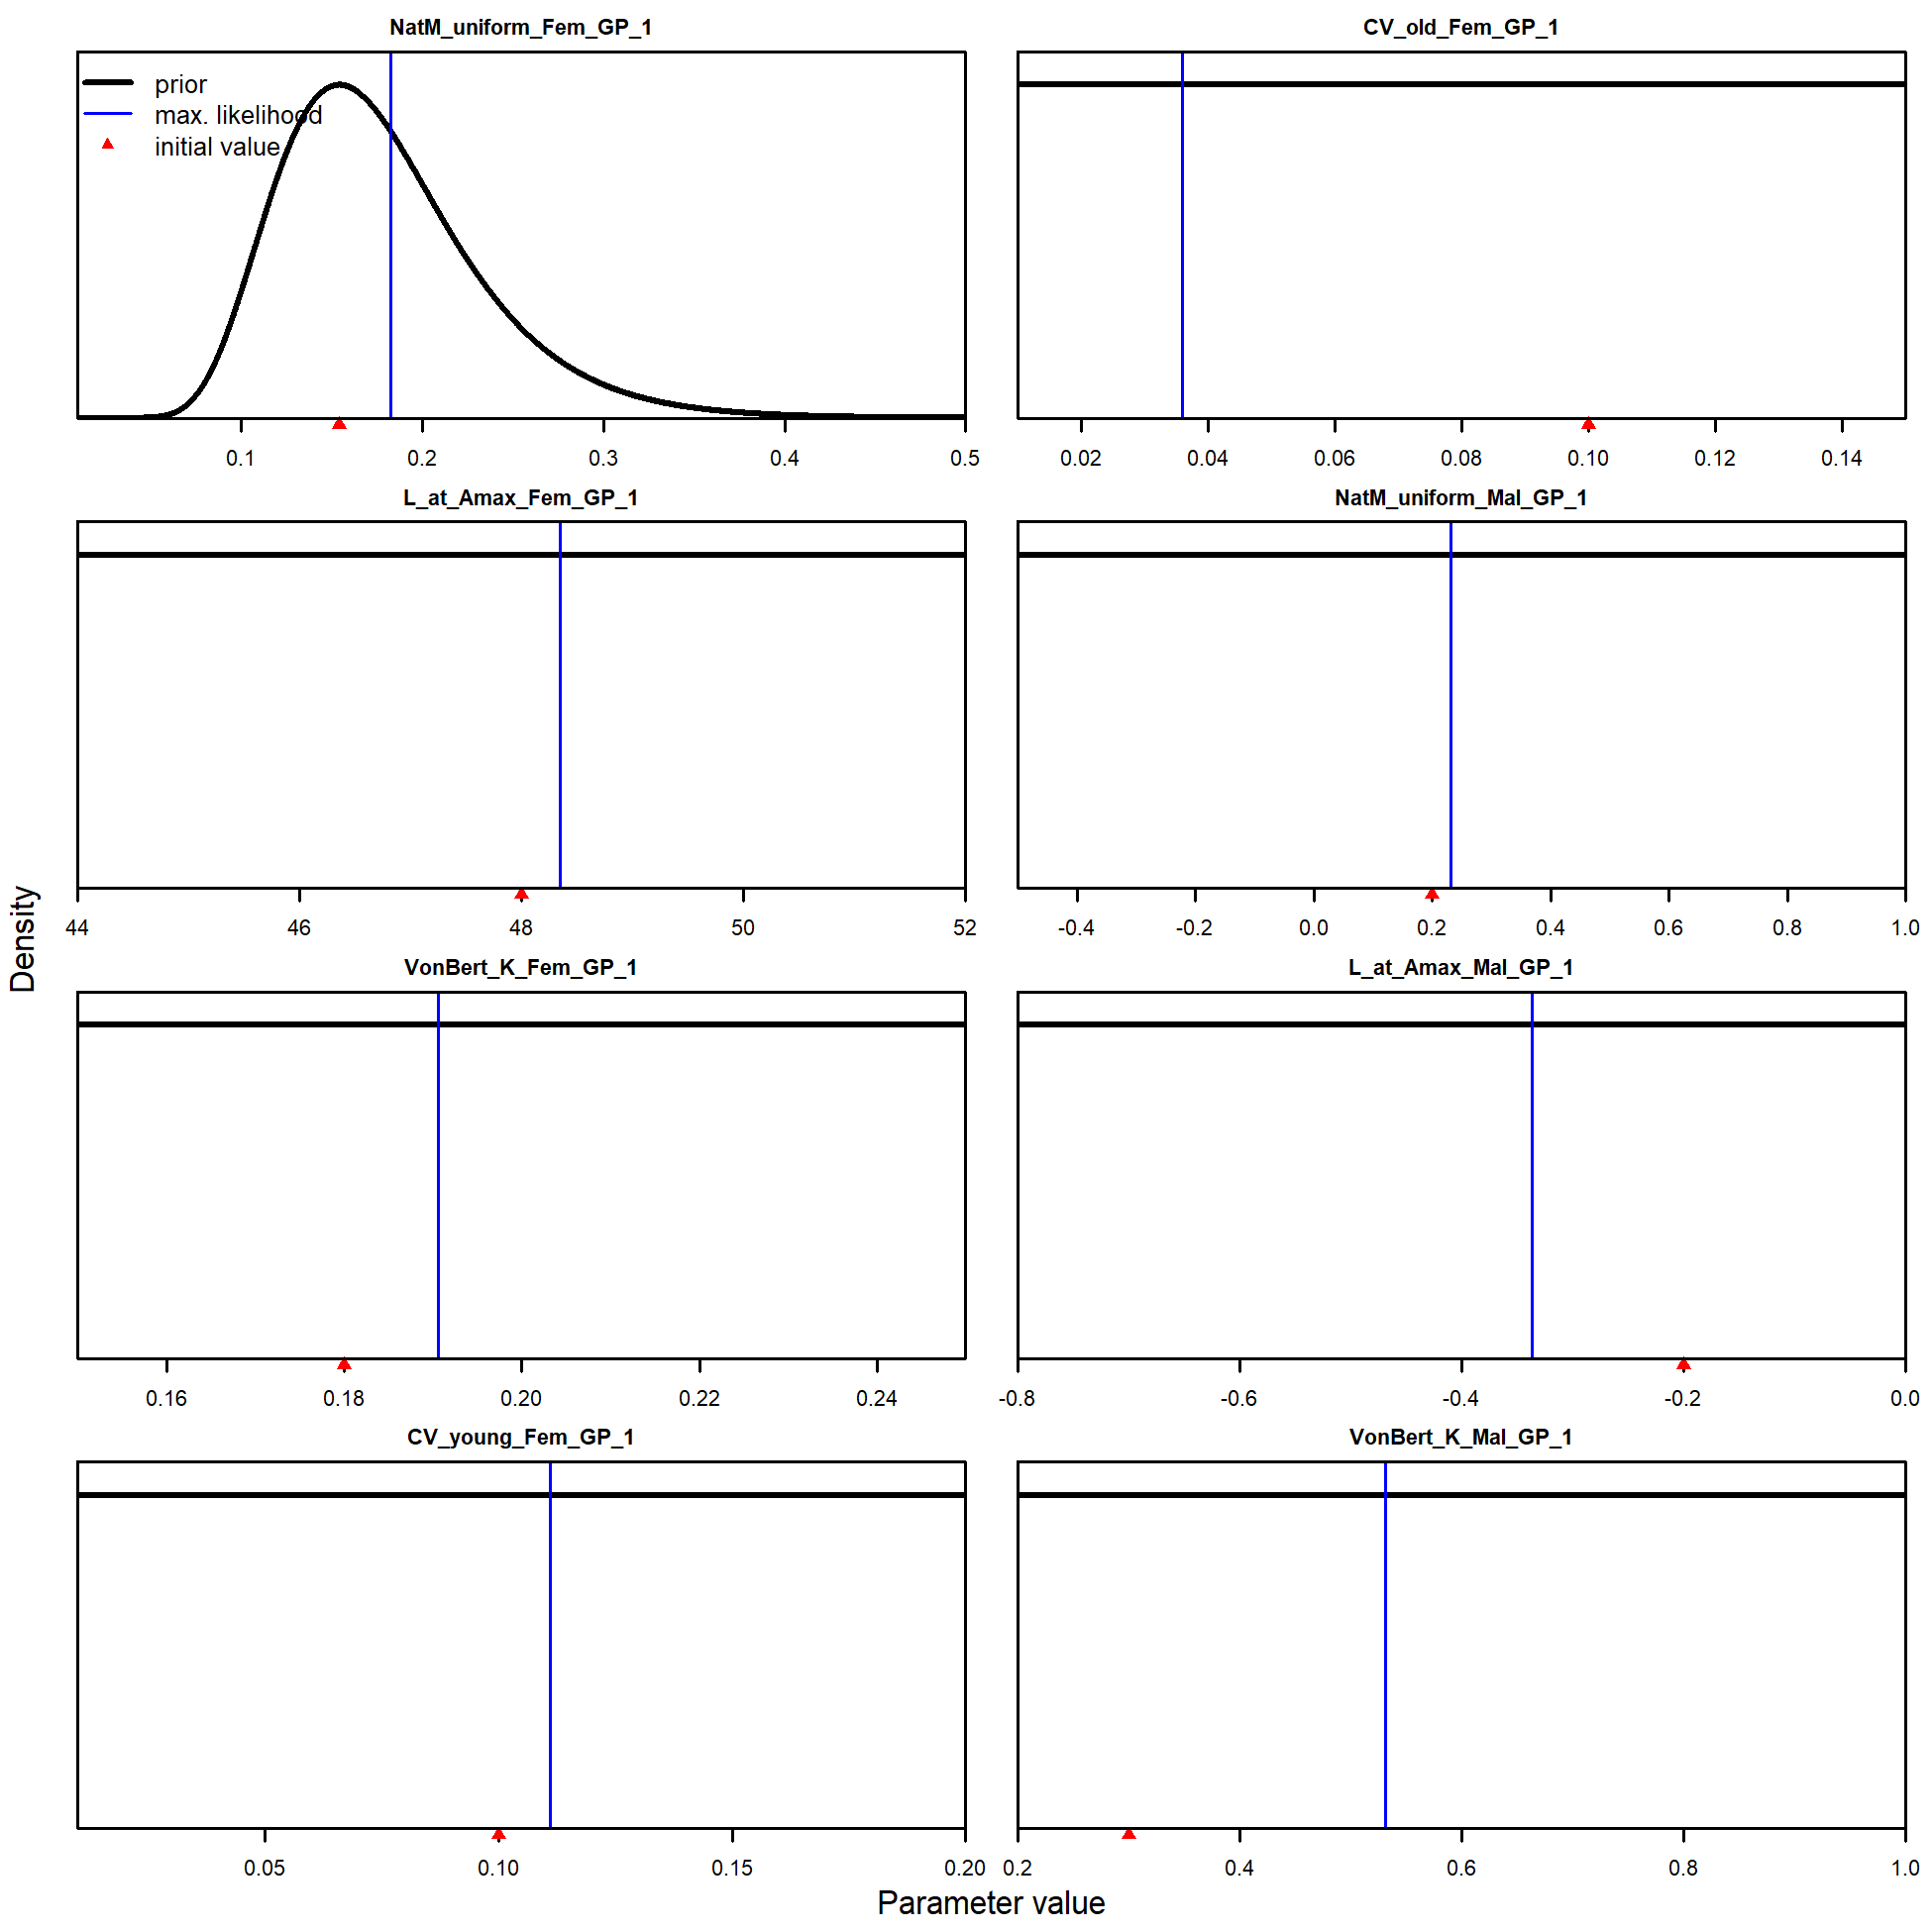 NatM_uniform_Fem_GP_1
prior
max. likelihood
initial value
0.1 0.2 0.3 0.4 0.5
CV_old_Fem_GP_1
0.02 0.04 0.06 0.08 0.10 0.12 0.14
L_at_Amax_Fem_GP_1
44 46 48 50 52
NatM_uniform_Mal_GP_1
-0.4 -0.2 0.0 0.2 0.4 0.6 0.8 1.0
VonBert_K_Fem_GP_1
0.16 0.18 0.20 0.22 0.24
L_at_Amax_Mal_GP_1
-0.8 -0.6 -0.4 -0.2 0.0
CV_young_Fem_GP_1
0.05 0.10 0.15 0.20
VonBert_K_Mal_GP_1
0.2 0.4 0.6 0.8 1.0
Density
Parameter value